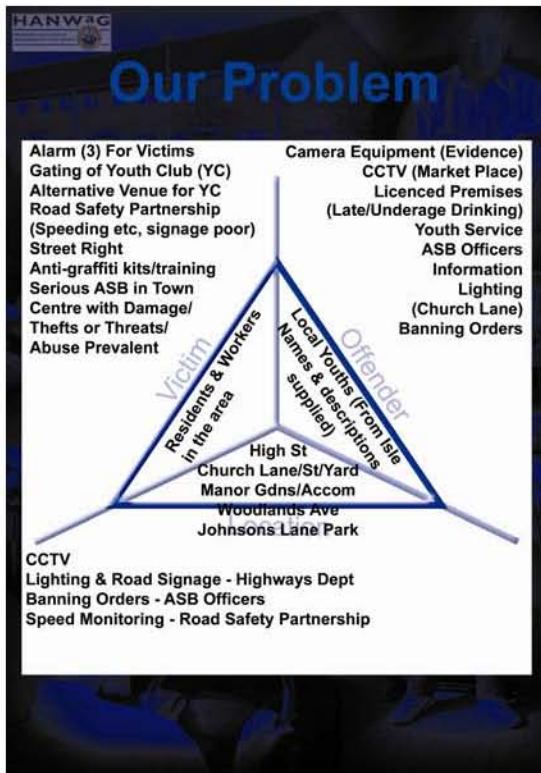 HANWaG
Our Problem
Alarm (3) For Victims
Gating of Youth Club (YC)
Alternative Venue for YC
Road Safety Partnership
(Speeding etc, signage poor)
Street Right
Anti-graffiti kits/training
Serious ASB in Town
Centre with Damage/
Thefts or Threats/
Abuse Prevalent
Camera Equipment (Evidence)
CCTV (Market Place)
Licenced Premises
(Late/Underage Drinking)
Youth Service
ASB Officers
Information
Lighting
(Church Lane)
Banning Orders
Victim
Residents & Workers
in the area
Offender
Local Youths (From Isle
Names & descriptions
supplied)
High St
Church Lane/St/Yard
Manor Gdns/Accom
Woodlands Ave
Location
Johnsons Lane Park
CCTV
Lighting & Road Signage - Highways Dept
Banning Orders - ASB Officers
Speed Monitoring - Road Safety Partnership